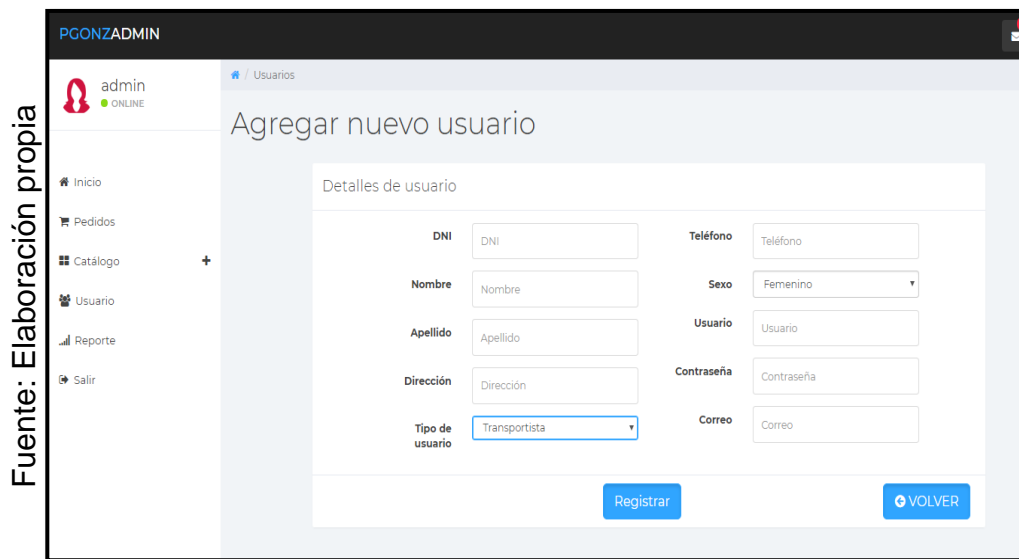 PGONZADMIN
admin
ONLINE
/ Usuarios
Agregar nuevo usuario
Inicio
Pedidos
Catálogo +
Usuario
Reporte
Salir
Detalles de usuario
DNI DNI
Teléfono Teléfono
Nombre Nombre
Sexo Femenino
Apellido Apellido
Usuario Usuario
Dirección Dirección
Contraseña Contraseña
Tipo de
usuario
Transportista
Correo Correo
Registrar
VOLVER
Fuente: Elaboración propia